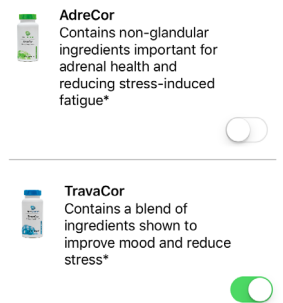 AdreCor
Contains non-glandular
ingredients important for
adrenal health and
reducing stress-induced
fatigue*
TravaCor
Contains a blend of
ingredients shown to
improve mood and reduce
stress*